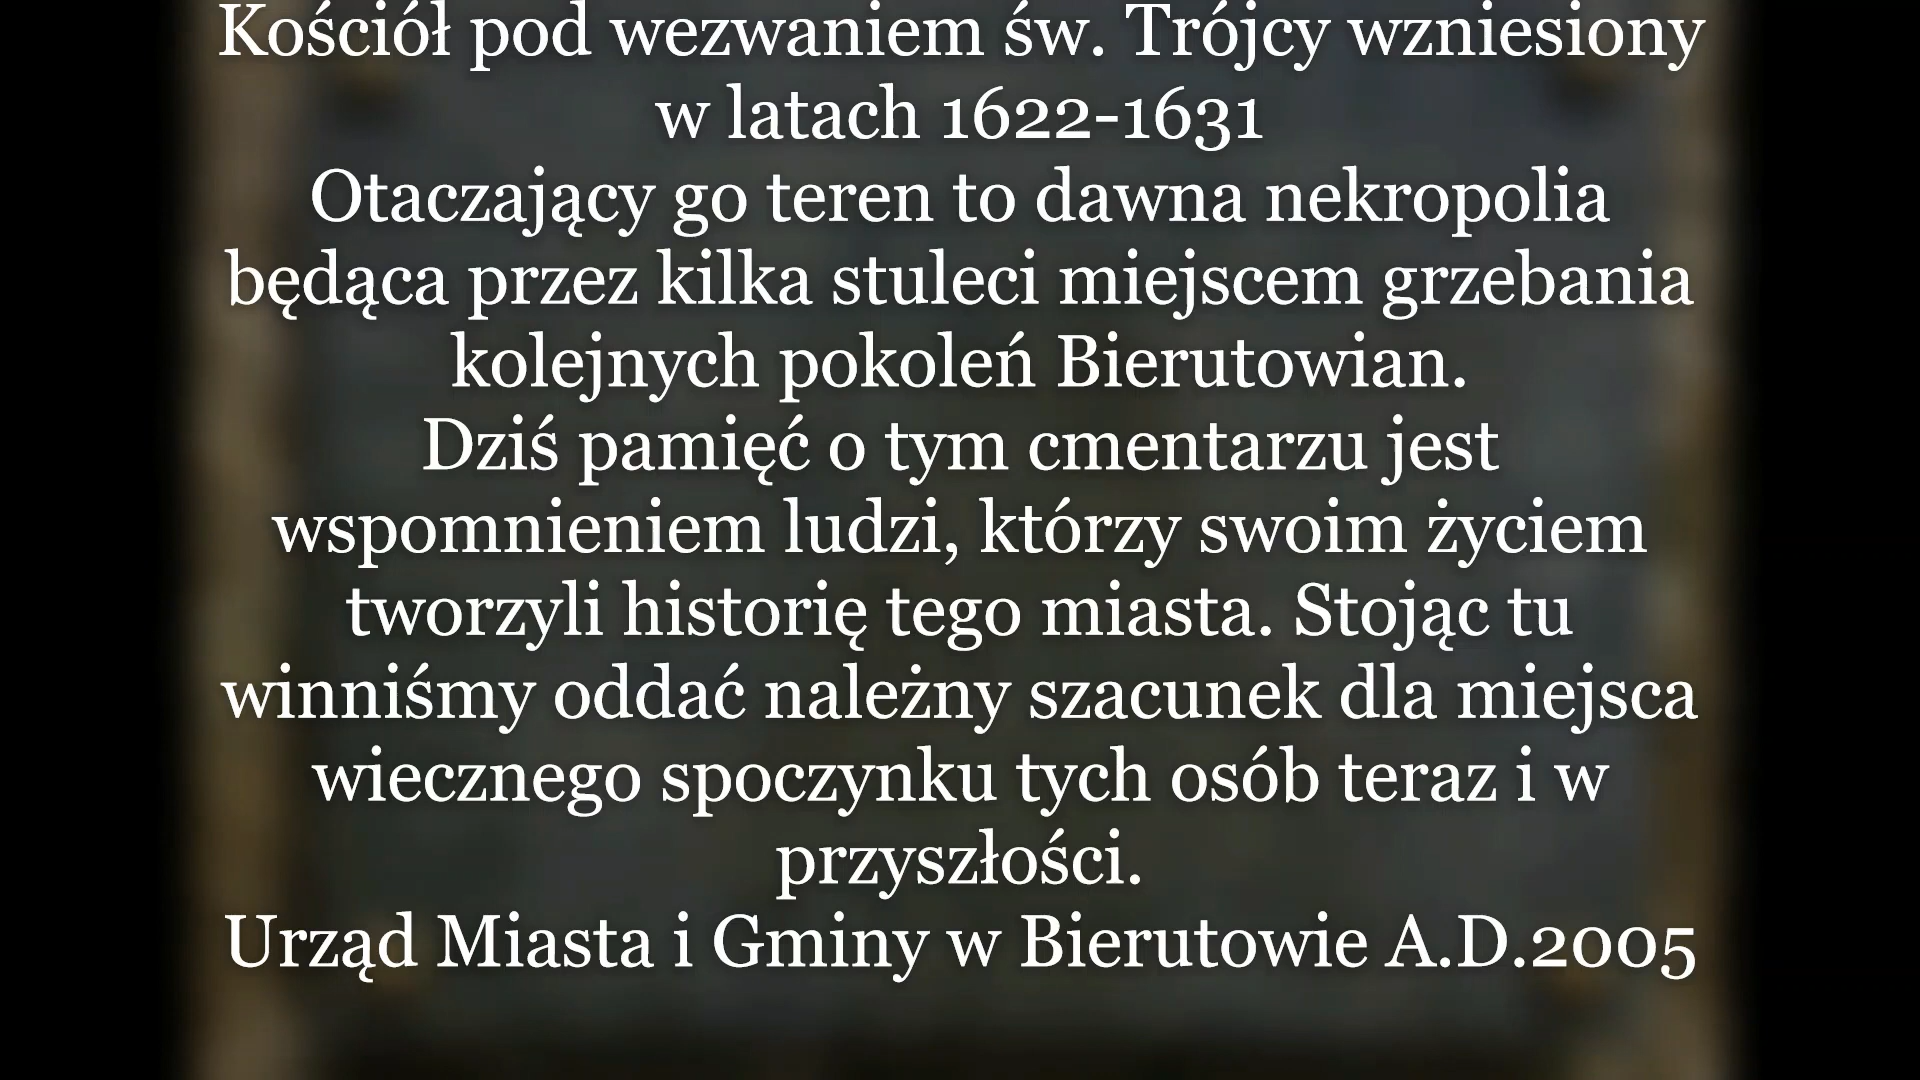 Kościół pod wezwaniem św. Trójcy wzniesiony
w latach 1622-1631
Otaczający go teren to dawna nekropolia
będąca przez kilka stuleci miejscem grzebania
kolejnych pokoleń Bierutowian.
Dziś pamięć o tym cmentarzu jest
wspomnieniem ludzi, którzy swoim życiem
tworzyli historię tego miasta. Stojąc tu
winniśmy oddać należny szacunek dla miejsca
wiecznego spoczynku tych osób teraz i w
przyszłości.
Urząd Miasta i Gminy w Bierutowie A.D.2005